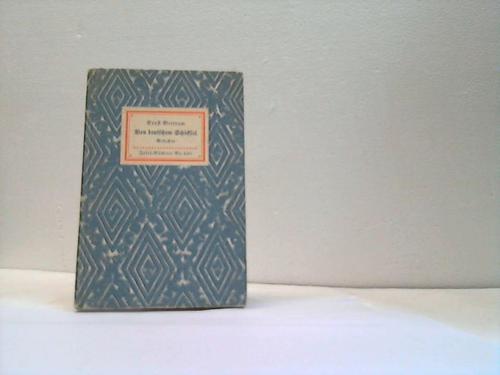 Ernst Bertram
Von deutschem Schicksal
Gedichte
Insel-Bücherei Nr.